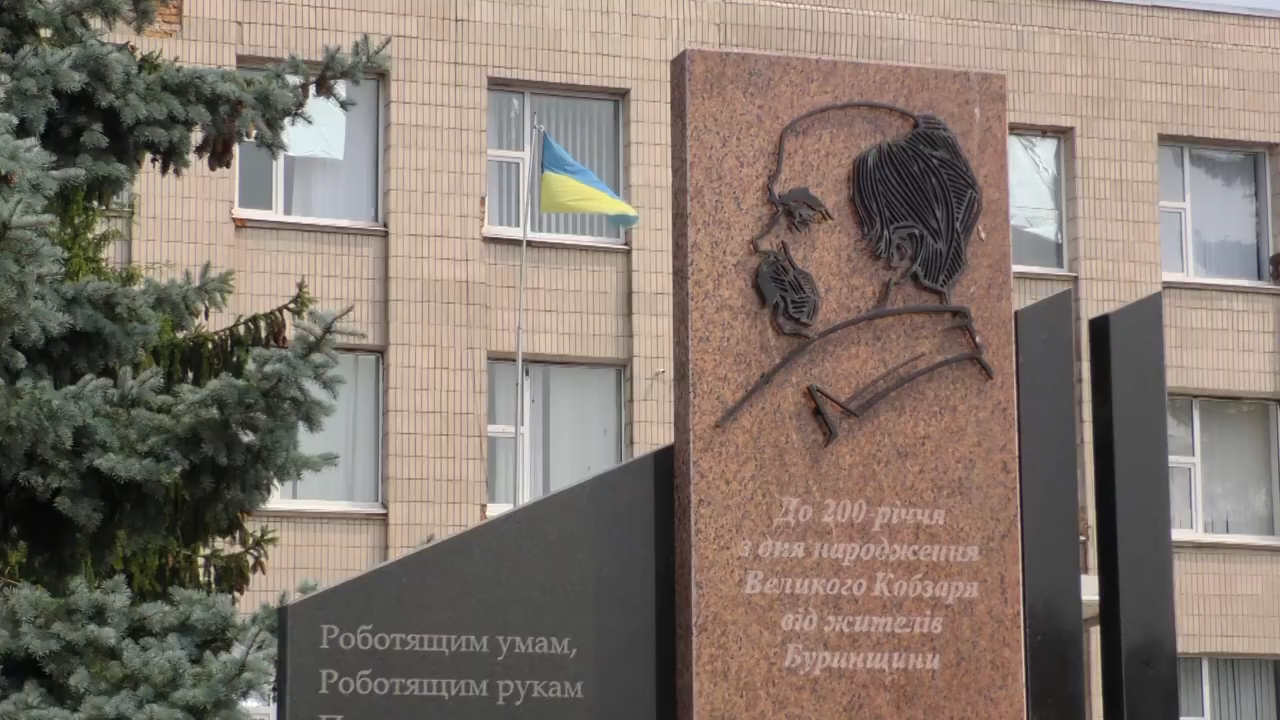 До 200-річчя
з дня народження
Великого Кобзаря
від жителів
Буринщини
Роботящим умам,
Роботящим рукам